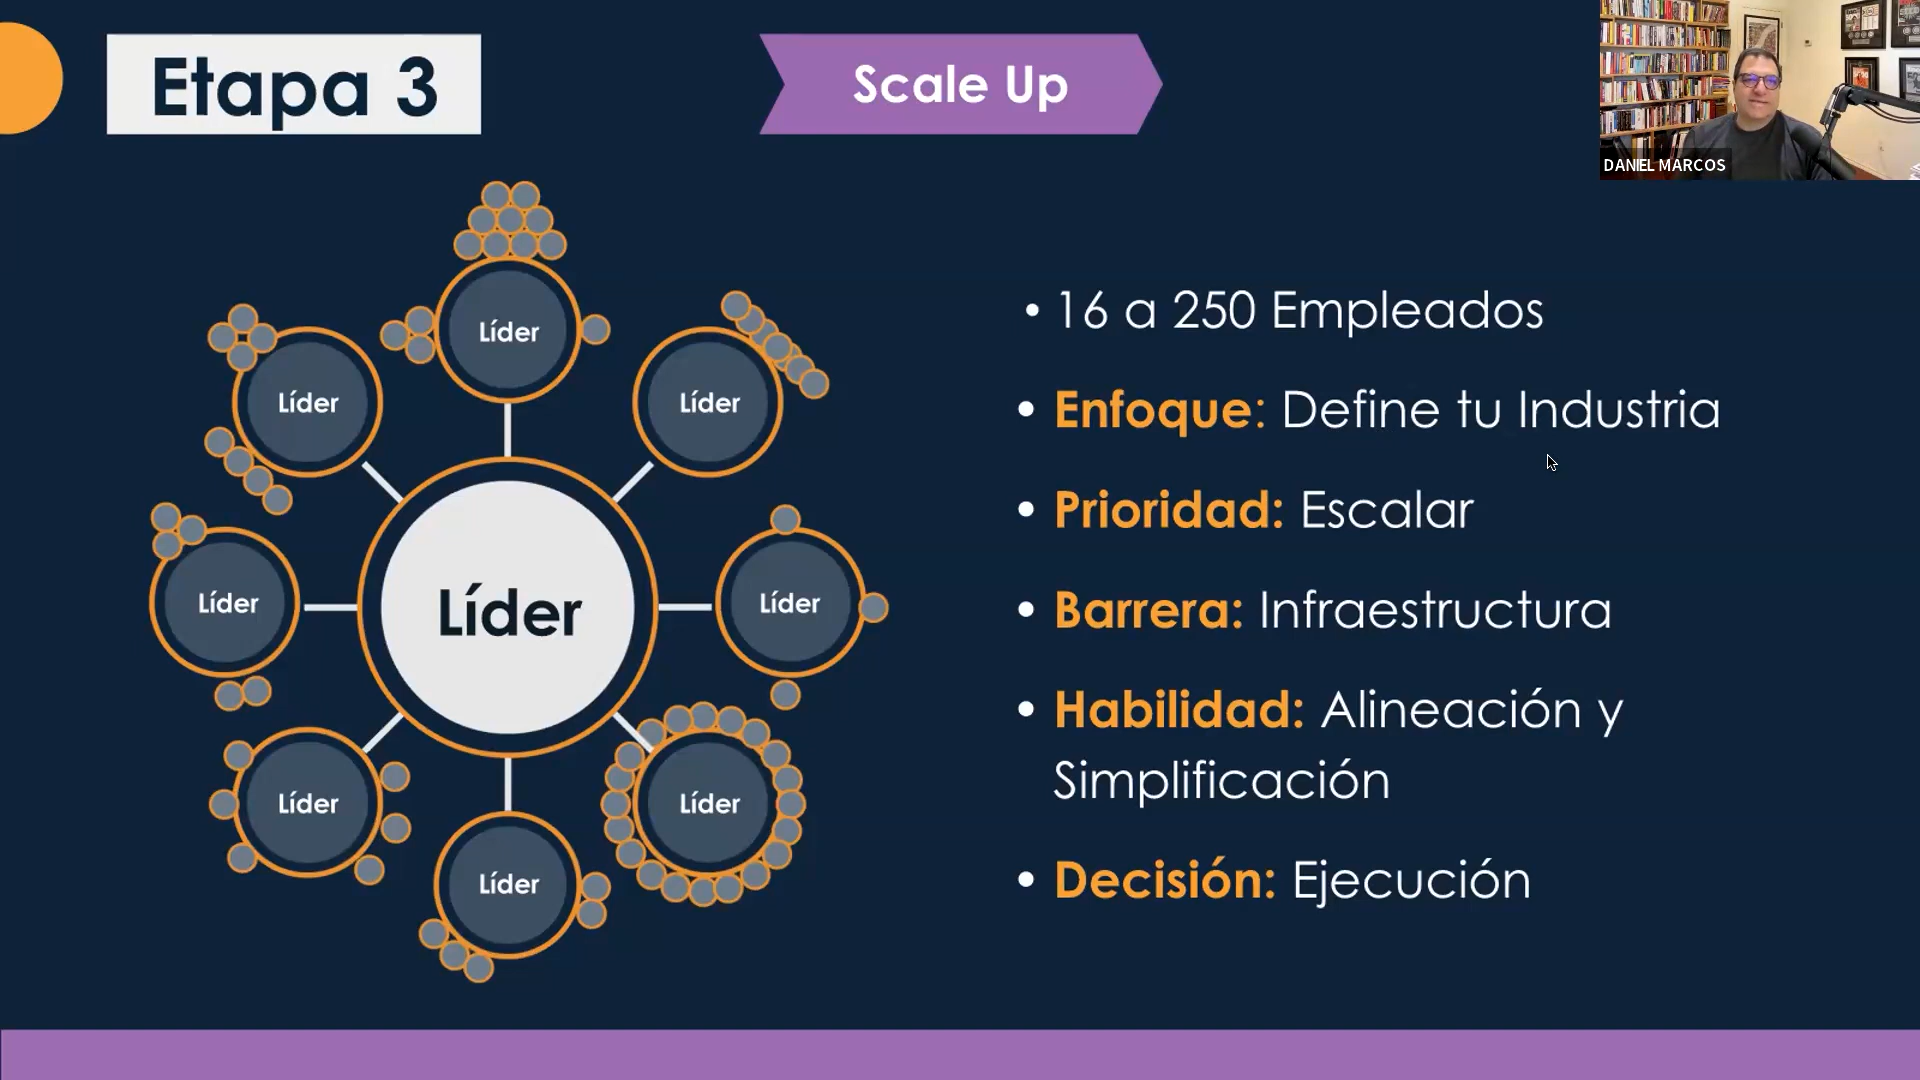 Etapa 3
Scale Up
DANIEL MARCOS
Líder
Líder
Líder
Líder
Líder
Líder
Líder
Líder
Líder
• 16 a 250 Empleados
• Enfoque: Define tu Industria
• Prioridad: Escalar
• Barrera: Infraestructura
• Habilidad: Alineación y
Simplificación
• Decisión: Ejecución